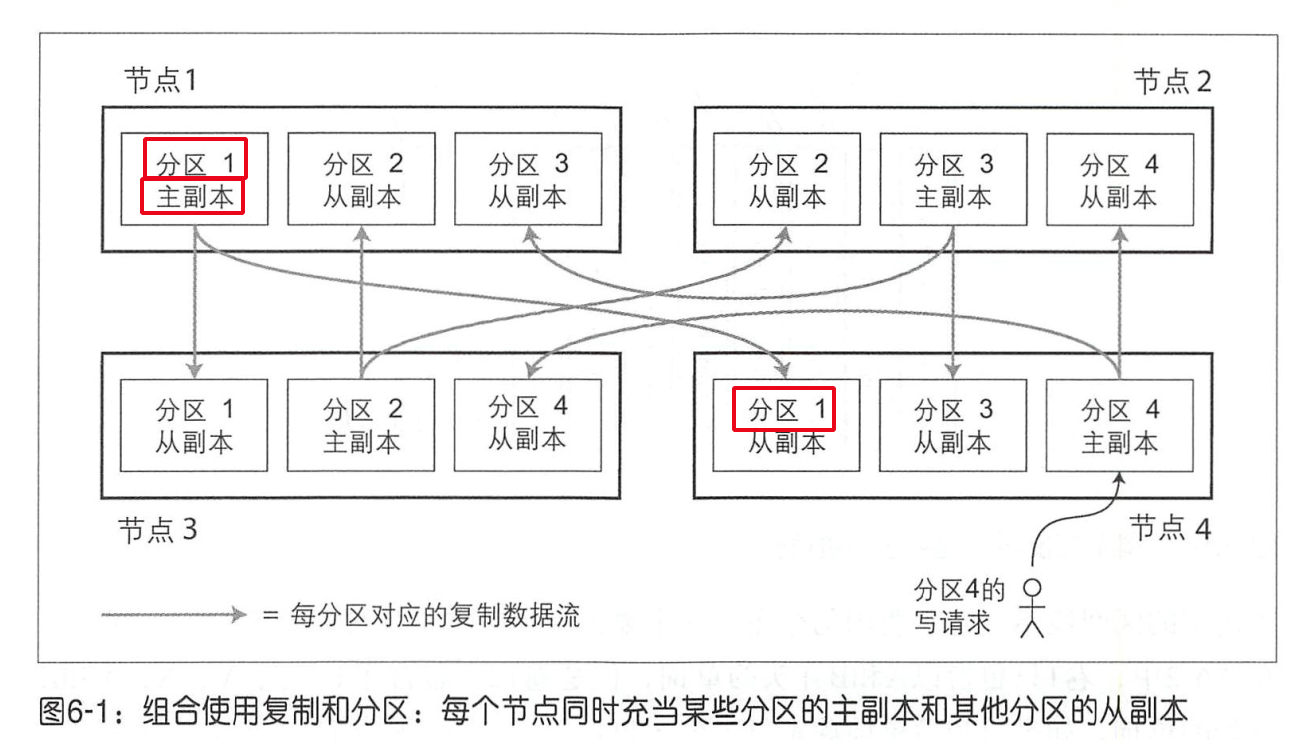 节点1
节点 2
分区 1
主副本
分区 2
从副本
分区 3
从副本
分区 2
从副本
分区 3
主副本
分区 4
从副本
分区 1
从副本
分区 2
主副本
分区 4
从副本
分区 1
从副本
分区 3
从副本
分区 4
主副本
节点 3
节点 4
分区4的
写请求
= 每分区对应的复制数据流
图6-1：组合使用复制和分区：每个节点同时充当某些分区的主副本和其他分区的从副本